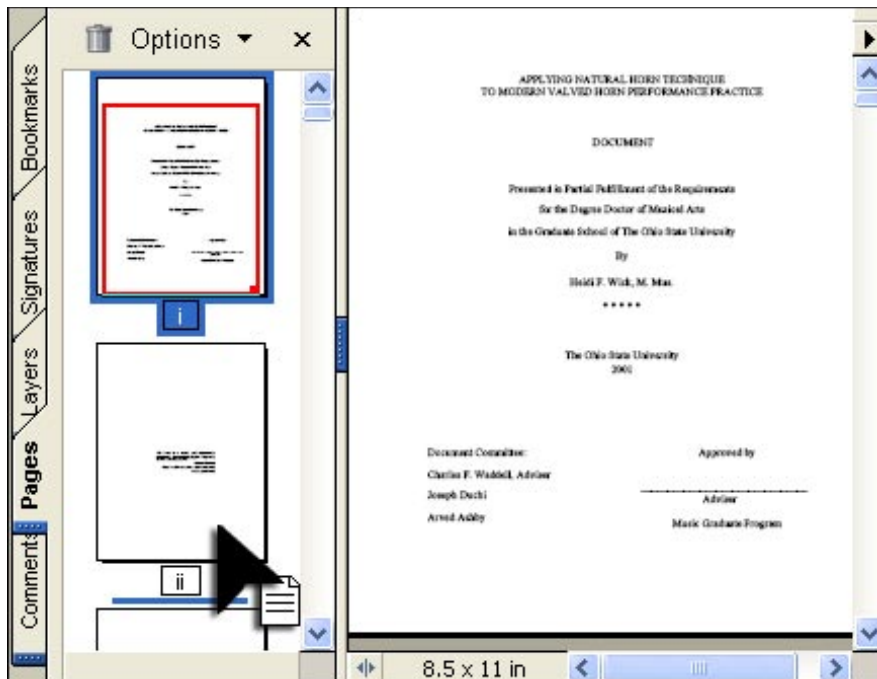 Options
Bookmarks
Signatures
Layers
Pages
Comments
i
ii
APPLYING NATURAL HORN TECHNIQUE
TO MODERN VALVED HORN PERFORMANCE PRACTICE
DOCUMENT
Presented in Partial Fulfillment of the Requirements
for the Degree Doctor of Musical Arts
in the Graduate School of The Ohio State University
By
Heidi F. Wick, M. Mus.
* * * * *
The Ohio State University
2001
Document Committee:
Approved by
Charles F. Waddell, Adviser
Joseph Duchi
Adviser
Arved Ashby
Music Graduate Program
8.5 x 11 in